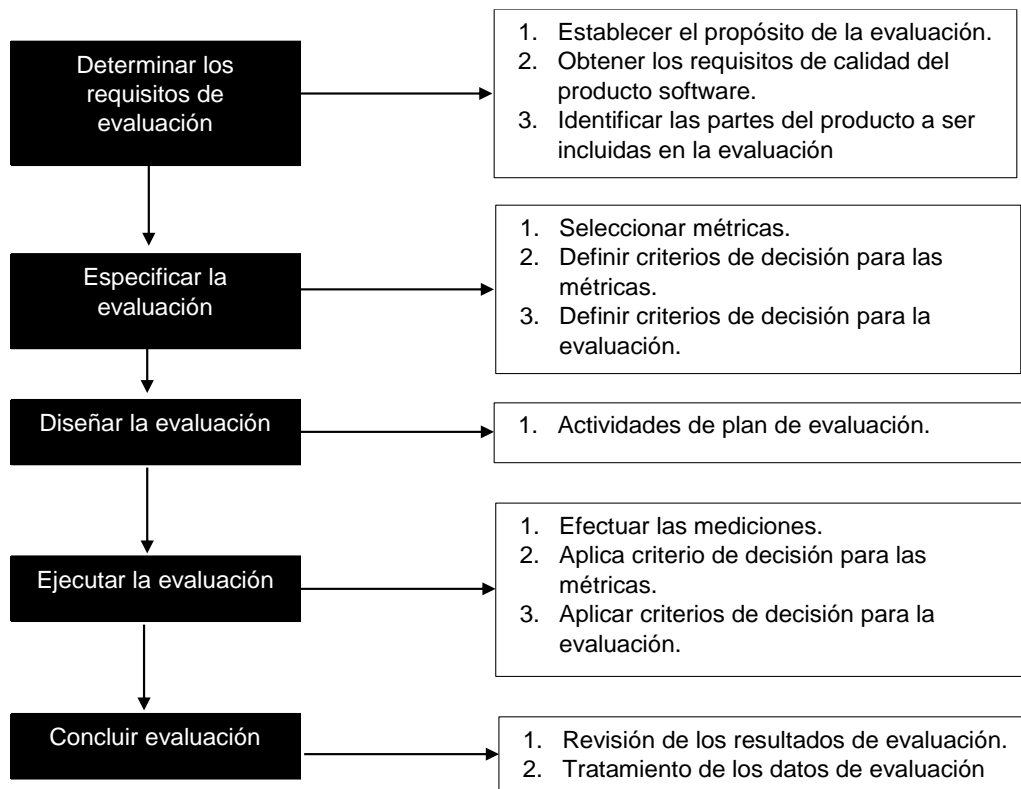 Determinar los
requisitos de
evaluación
1. Establecer el propósito de la evaluación.
2. Obtener los requisitos de calidad del
producto software.
3. Identificar las partes del producto a ser
incluidas en la evaluación
Especificar la
evaluación
1. Seleccionar métricas.
2. Definir criterios de decisión para las
métricas.
3. Definir criterios de decisión para la
evaluación.
Diseñar la evaluación
1. Actividades de plan de evaluación.
Ejecutar la evaluación
1. Efectuar las mediciones.
2. Aplica criterio de decisión para las
métricas.
3. Aplicar criterios de decisión para la
evaluación.
Concluir evaluación
1. Revisión de los resultados de evaluación.
2. Tratamiento de los datos de evaluación